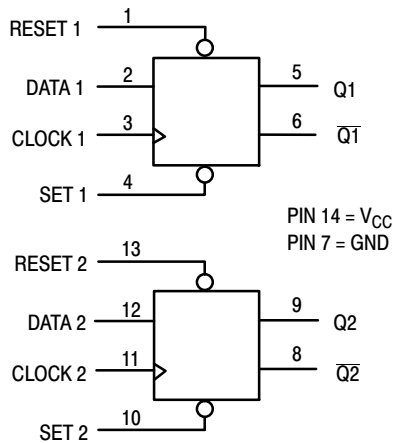 RESET 1 1
DATA 1 2 5 Q1
CLOCK 1 3 6 Q1̅
SET 1 4
PIN 14 = VCC
PIN 7 = GND
RESET 2 13
DATA 2 12 9 Q2
CLOCK 2 11 8 Q2̅
SET 2 10